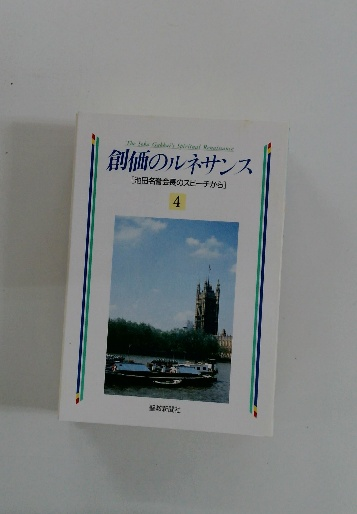 The Soka Gakkai's Spiritual Renaissance
創価のルネサンス
［池田名誉会長のスピーチから］
4
聖教新聞社